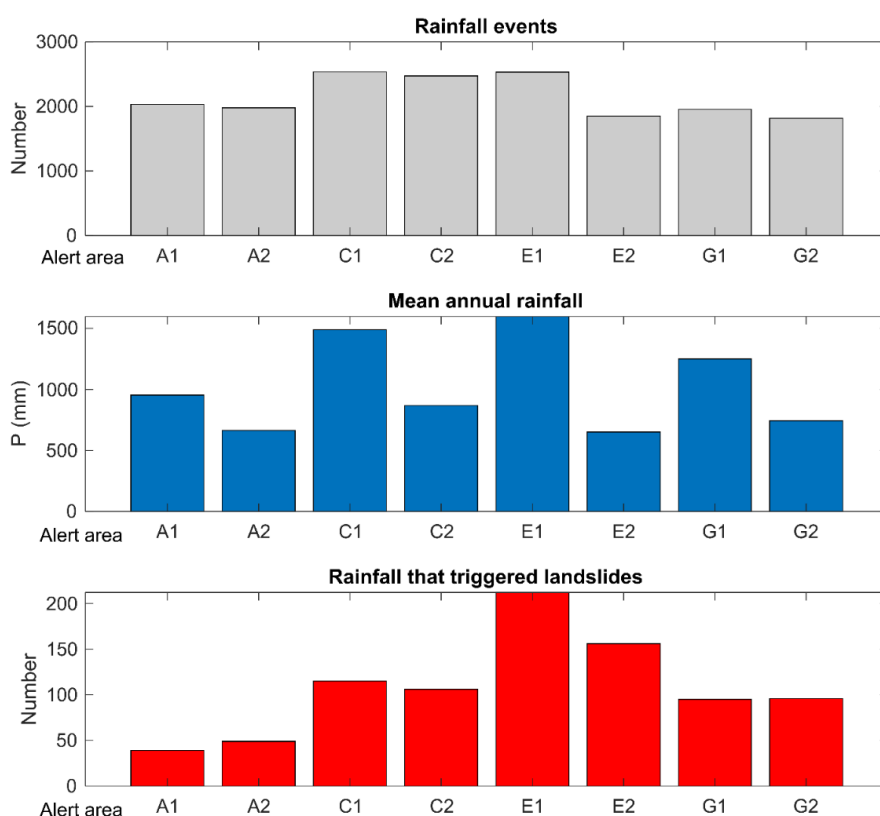 Rainfall events
3000
2000
1000
0
Number
Alert area A1 A2 C1 C2 E1 E2 G1 G2
Mean annual rainfall
1500
1000
500
0
P (mm)
Alert area A1 A2 C1 C2 E1 E2 G1 G2
Rainfall that triggered landslides
200
150
100
50
0
Number
Alert area A1 A2 C1 C2 E1 E2 G1 G2